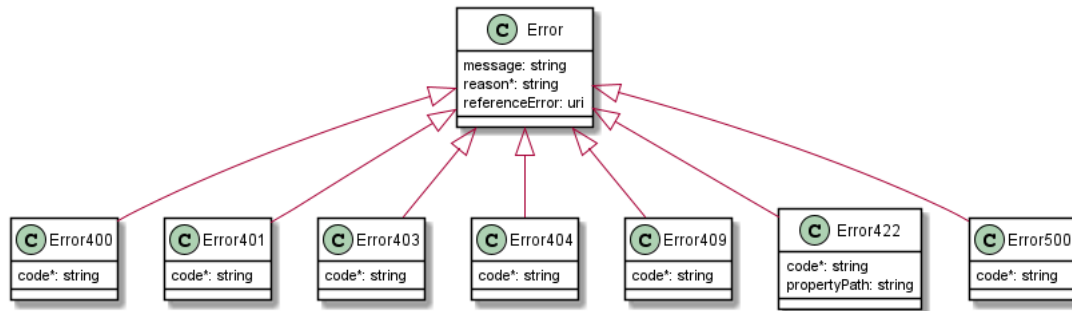 C Error
message: string
reason*: string
referenceError: uri
C Error400
code*: string
C Error401
code*: string
C Error403
code*: string
C Error404
code*: string
C Error409
code*: string
C Error422
code*: string
propertyPath: string
C Error500
code*: string